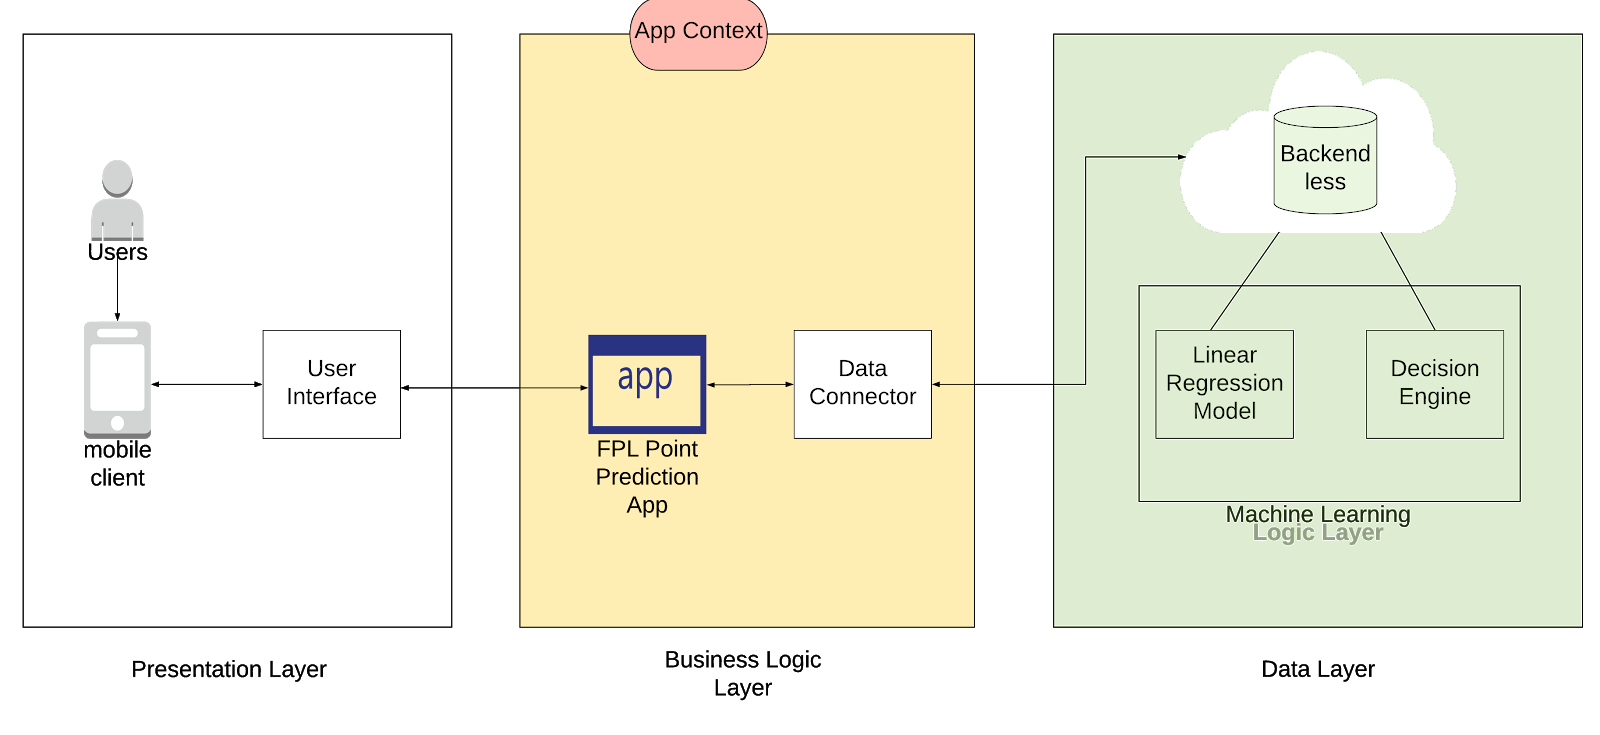 App Context
Users
mobile
client
User
Interface
app
FPL Point
Prediction
App
Data
Connector
Backend
less
Linear
Regression
Model
Decision
Engine
Machine Learning
Logic Layer
Presentation Layer
Business Logic
Layer
Data Layer